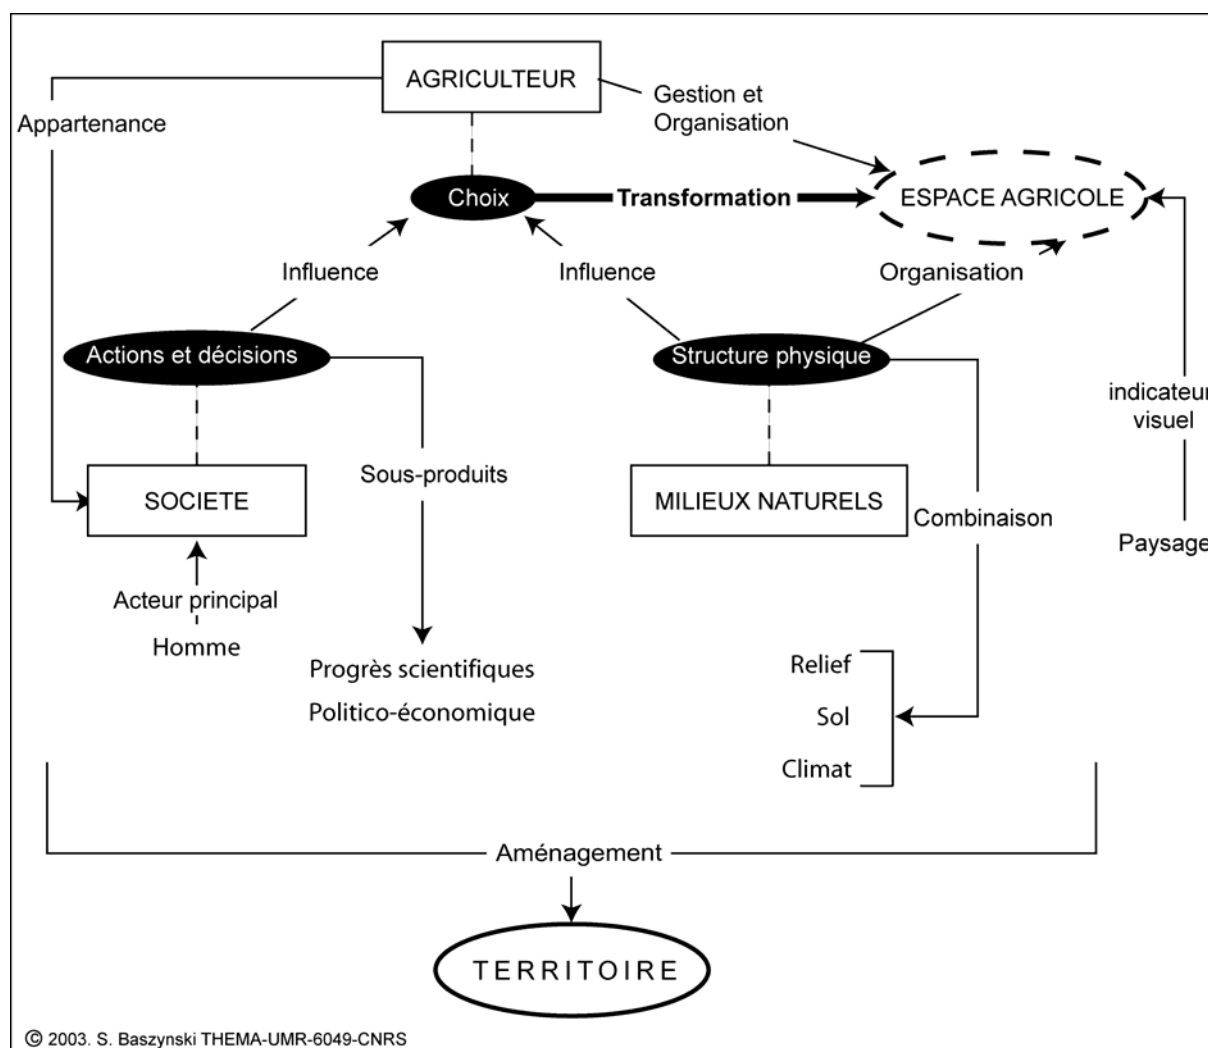 AGRICULTEUR
Gestion et
Organisation
Appartenance
Choix
Transformation
ESPACE AGRICOLE
Influence
Influence
Organisation
Actions et décisions
Structure physique
indicateur
visuel
Sous-produits
SOCIETE
MILIEUX NATURELS
Combinaison
Paysage
Acteur principal
Homme
Progrès scientifiques
Politico-économique
Relief
Sol
Climat
Aménagement
TERRITOIRE
© 2003. S. Baszynski THEMA-UMR-6049-CNRS